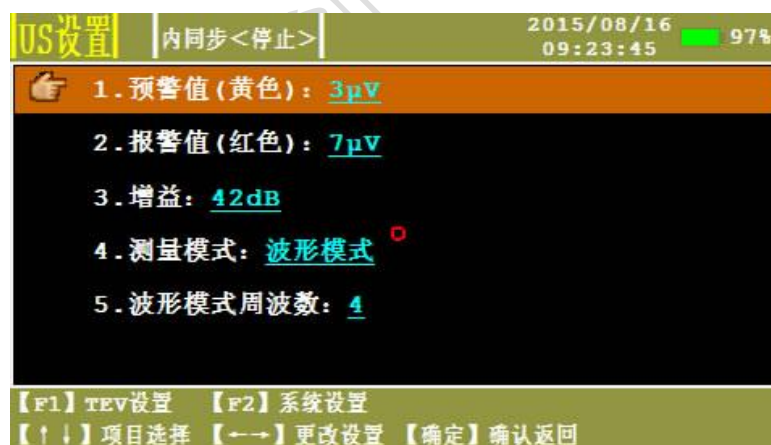 US设置 内同步<停止> 2015/08/16 09:23:45 97%
1.预警值(黄色): 3μV
2.报警值(红色): 7μV
3.增益: 42dB
4.测量模式: 波形模式
5.波形模式周波数: 4
【F1】TEV设置 【F2】系统设置
【↑↓】项目选择 【←→】更改设置 【确定】确认返回